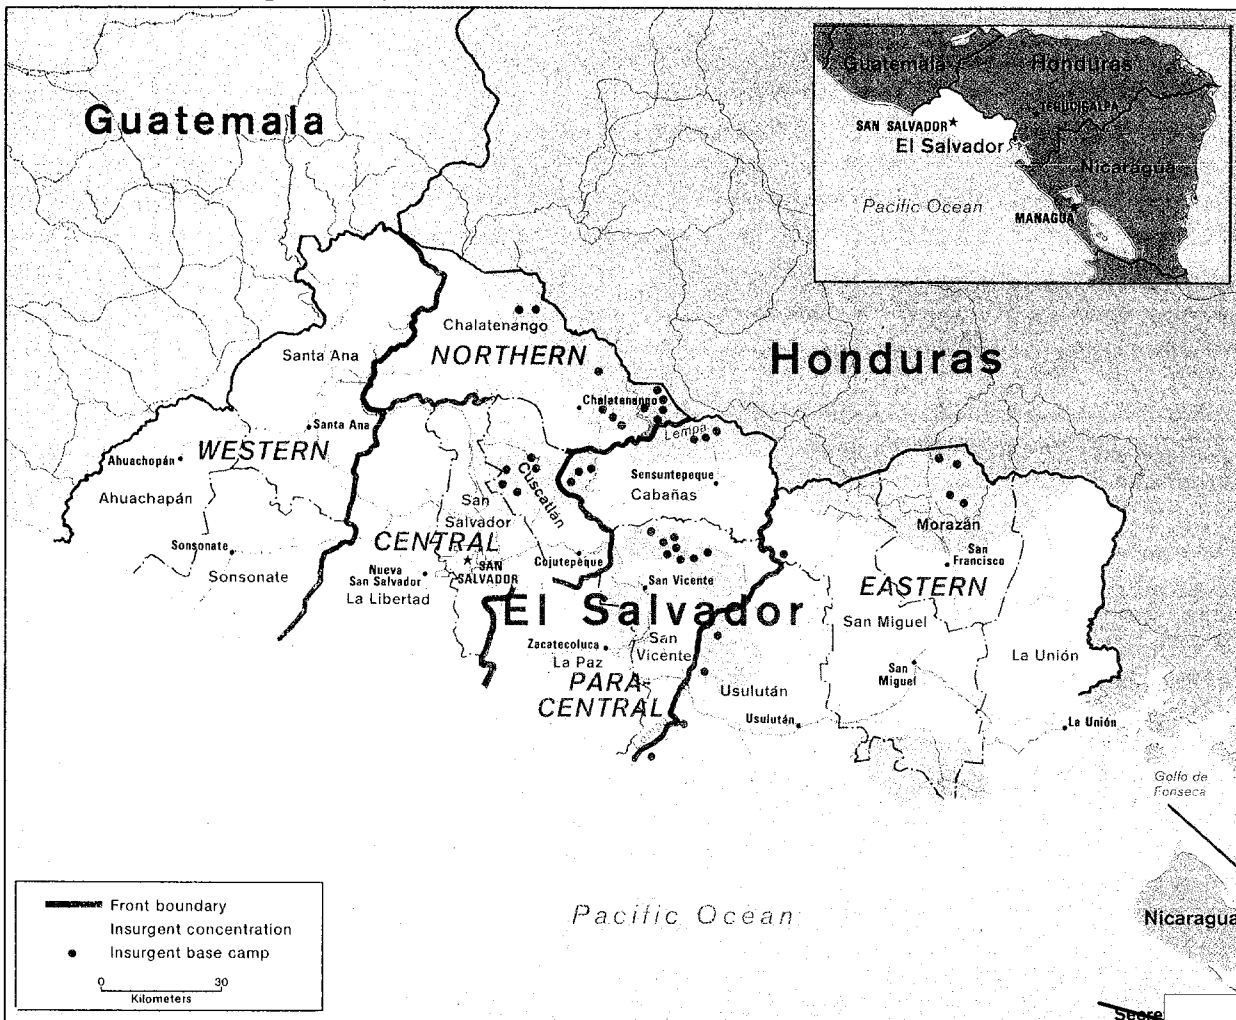 Guatemala
Guatemala
Honduras
TEGUCIGALPA
SAN SALVADOR
El Salvador
Nicaragua
Pacific Ocean
MANAGUA
Chalatenango
NORTHERN
Santa Ana
Honduras
Chalatenango
Santa Ana
WESTERN
Lempa
Ahuachopán
Sensuntepeque
Cabañas
Ahuachapán
Cuscatlán
San
Salvador
CENTRAL
Morazán
Sonsonate
Sonsonate
Nueva
San Salvador
La Libertad
SAN
SALVADOR
Cojutepeque
San
Francisco
San Vicente
EASTERN
El Salvador
San Miguel
Zacatecoluca
La Paz
San
Vicente
La Unión
PARA-
CENTRAL
San
Miguel
Usulután
Usulután
La Unión
Golfo de
Fonseca
Front boundary
Insurgent concentration
Insurgent base camp
0 30
Kilometers
Pacific Ocean
Nicaragua
Secre